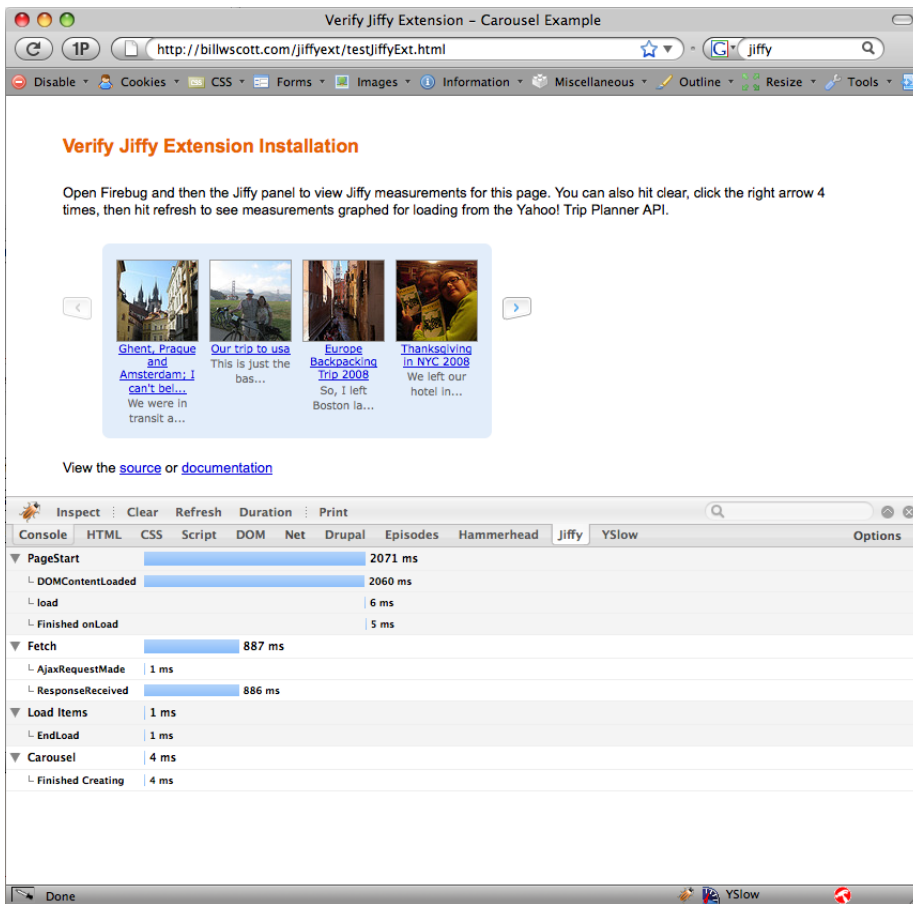 Verify Jiffy Extension – Carousel Example
1P
http://billwscott.com/jiffyext/testJiffyExt.html
G
jiffy
Disable
Cookies
CSS
Forms
Images
Information
Miscellaneous
Outline
Resize
Tools
Verify Jiffy Extension Installation
Open Firebug and then the Jiffy panel to view Jiffy measurements for this page. You can also hit clear, click the right arrow 4
times, then hit refresh to see measurements graphed for loading from the Yahoo! Trip Planner API.
Ghent, Prague
and
Amsterdam; I
can't bel...
We were in
transit a...
Our trip to usa
This is just the
bas...
Europe
Backpacking
Trip 2008
So, I left
Boston la...
Thanksgiving
in NYC 2008
We left our
hotel in...
View the source or documentation
Inspect Clear Refresh Duration Print
Console HTML CSS Script DOM Net Drupal Episodes Hammerhead Jiffy YSlow Options
PageStart 2071 ms
DOMContentLoaded 2060 ms
load 6 ms
Finished onLoad 5 ms
Fetch 887 ms
AjaxRequestMade 1 ms
ResponseReceived 886 ms
Load Items 1 ms
EndLoad 1 ms
Carousel 4 ms
Finished Creating 4 ms
Done
YSlow